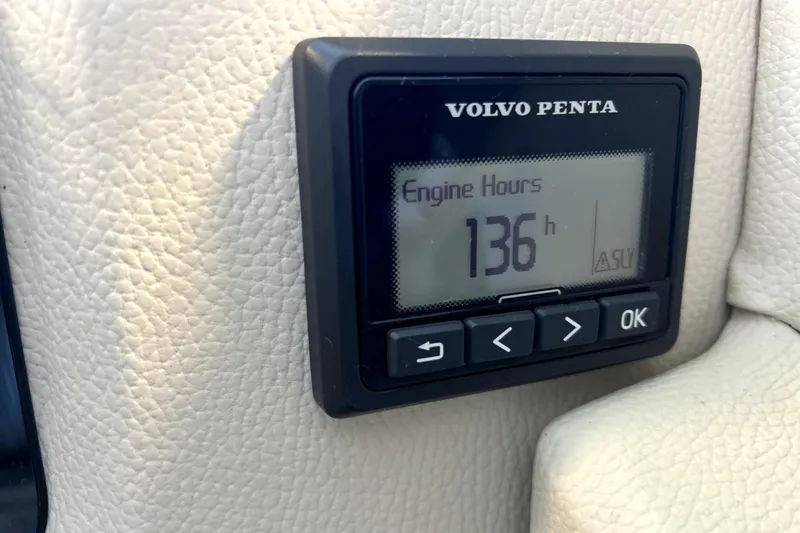 VOLVO PENTA
Engine Hours
136 h
OK